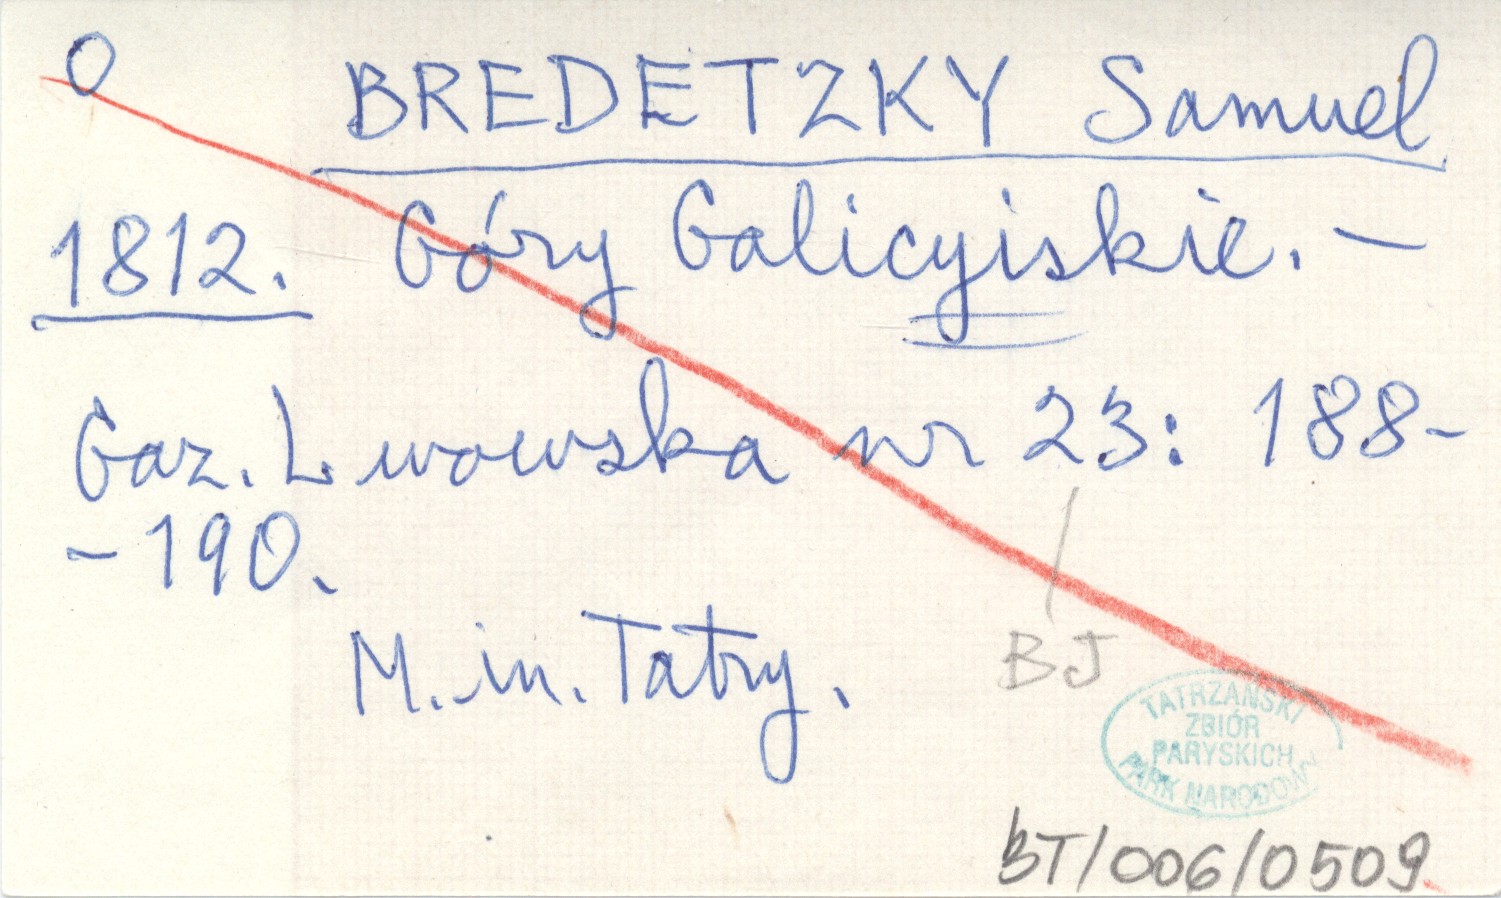 O
BREDETZKY Samuel
1812. Góry Galicyiskie. —
Gaz. Lwowska nr 23: 188-
- 190.
M. in. Tatry.
BJ
TATRZAŃSKI
ZBIÓR
PARYSKICH
PARK NARODOWY
BT/006/0509